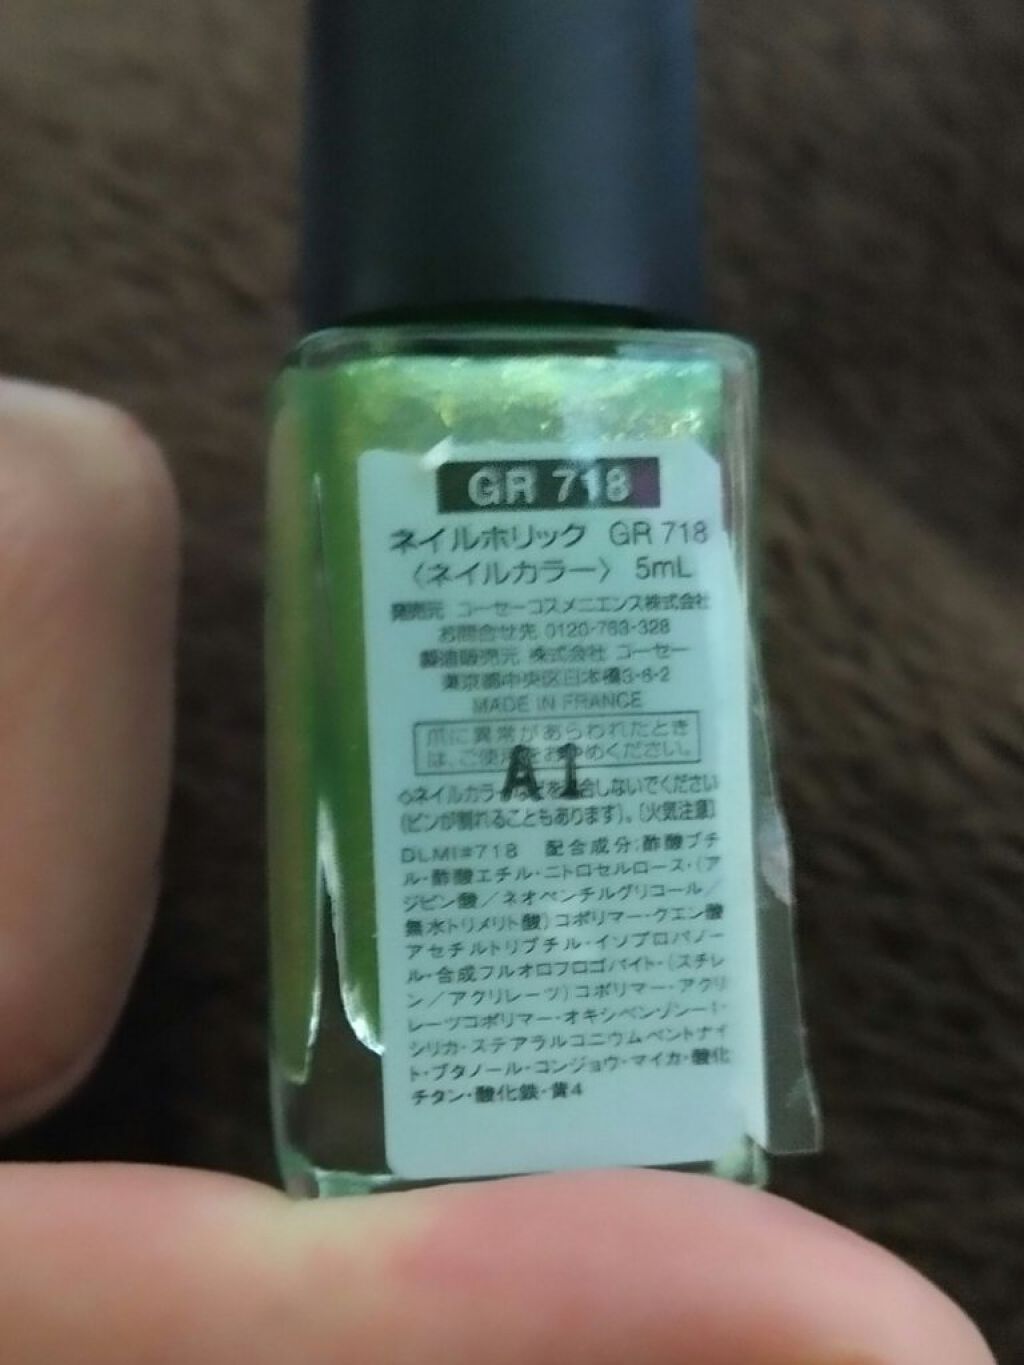 GR 718
ネイルホリック GR 718
〈ネイルカラー〉 5mL
発売元 コーセーコスメニエンス株式会社
お問合せ先 0120-763-328
製造販売元 株式会社 コーセー
東京都中央区日本橋3-6-2
MADE IN FRANCE
爪に異常があらわれたとき
は、ご使用をおやめください。
A1
◇ネイルカラーなどを混合しないでください
(ビンが割れることもあります)。〔火気注意〕
DLMI#718 配合成分:酢酸ブチ
ル・酢酸エチル・ニトロセルロース・(ア
ジピン酸/ネオペンチルグリコール/
無水トリメリト酸)コポリマー・クエン酸
アセチルトリブチル・イソプロパノー
ル・合成フルオロフロゴパイト・(スチレ
ン/アクリレーツ)コポリマー・アクリ
レーツコポリマー・オキシベンゾン-1・
シリカ・ステアラルコニウムベントナイ
ト・ブタノール・コンジョウ・マイカ・酸化
チタン・酸化鉄・黄4